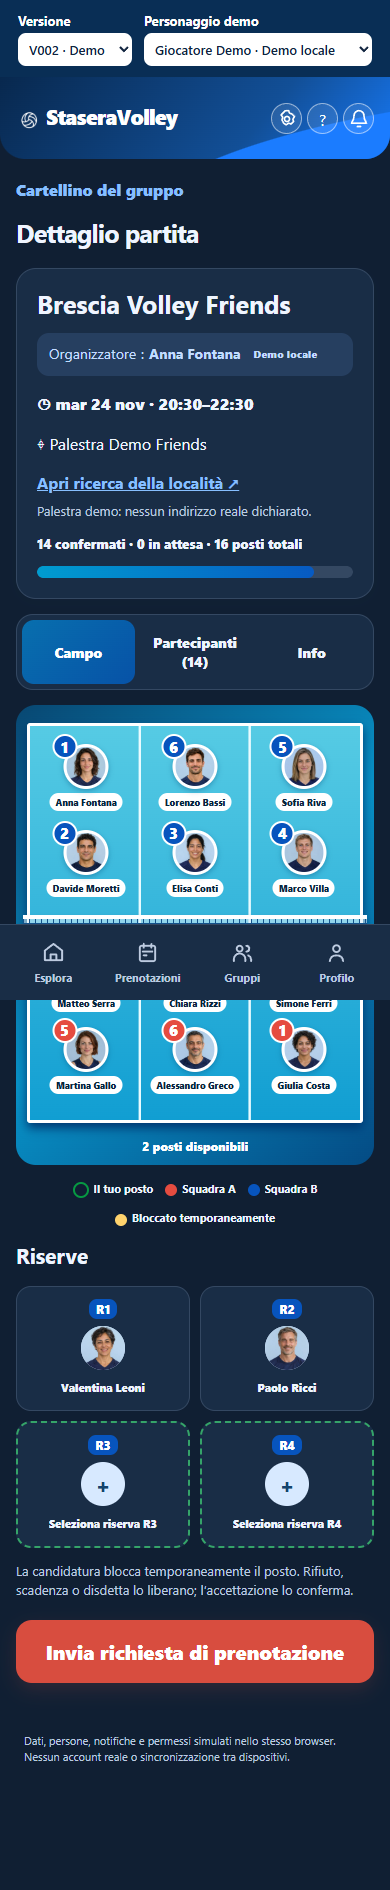 Versione
Personaggio demo
V002 · Demo
Giocatore Demo · Demo locale
StaseraVolley
?
Cartellino del gruppo
Dettaglio partita
Brescia Volley Friends
Organizzatore : Anna Fontana Demo locale
mar 24 nov · 20:30–22:30
Palestra Demo Friends
Apri ricerca della località ↗
Palestra demo: nessun indirizzo reale dichiarato.
14 confermati · 0 in attesa · 16 posti totali
Campo
Partecipanti
(14)
Info
1
6
5
Anna Fontana
Lorenzo Bassi
Sofia Riva
2
3
4
Davide Moretti
Elisa Conti
Marco Villa
Esplora
Prenotazioni
Gruppi
Profilo
Matteo Serra
Chiara Rizzi
Simone Ferri
5
6
1
Martina Gallo
Alessandro Greco
Giulia Costa
2 posti disponibili
Il tuo posto
Squadra A
Squadra B
Bloccato temporaneamente
Riserve
R1
R2
Valentina Leoni
Paolo Ricci
R3
R4
+
+
Seleziona riserva R3
Seleziona riserva R4
La candidatura blocca temporaneamente il posto. Rifiuto,
scadenza o disdetta lo liberano; l'accettazione lo conferma.
Invia richiesta di prenotazione
Dati, persone, notifiche e permessi simulati nello stesso browser.
Nessun account reale o sincronizzazione tra dispositivi.